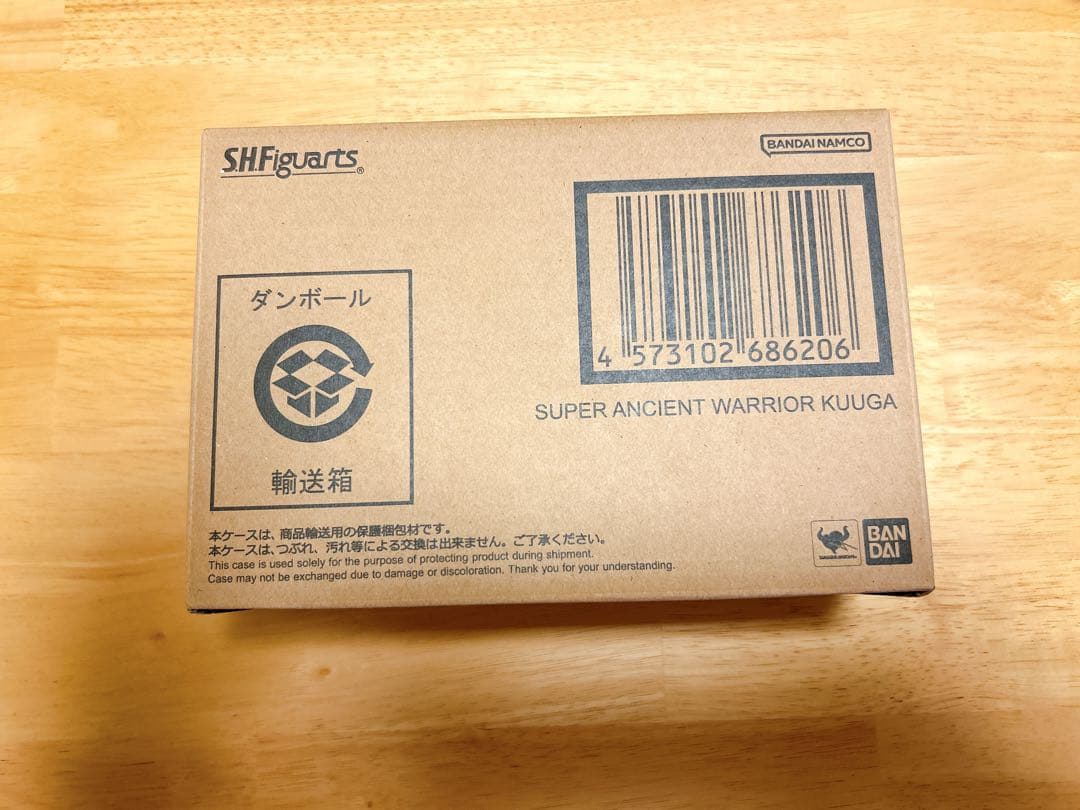 S.H.Figuarts®
BANDAI NAMCO
4 573102 686206
SUPER ANCIENT WARRIOR KUUGA
ダンボール
輸送箱
本ケースは、商品輸送用の保護梱包材です。
本ケースは、つぶれ、汚れ等による交換は出来ません。ご了承ください。
This case is used solely for the purpose of protecting product during shipment.
Case may not be exchanged due to damage or discoloration. Thank you for your understanding.
BAN
DAI